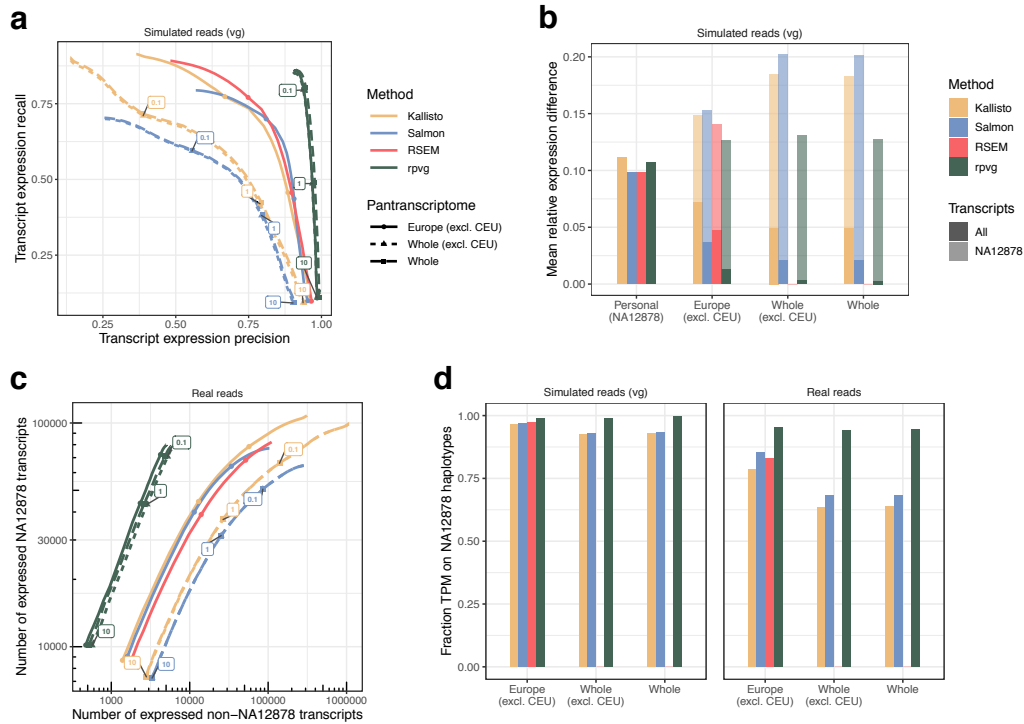 a
Simulated reads (vg)
Transcript expression recall
0.75
0.50
0.25
0.1
0.1
0.1
1
1
1
10
10
10
0.25
0.50
0.75
1.00
Transcript expression precision
Method
Kallisto
Salmon
RSEM
rpvg
Pantranscriptome
Europe (excl. CEU)
Whole (excl. CEU)
Whole
b
Simulated reads (vg)
Mean relative expression difference
0.20
0.15
0.10
0.05
0.00
Personal
(NA12878)
Europe
(excl. CEU)
Whole
(excl. CEU)
Whole
Method
Kallisto
Salmon
RSEM
rpvg
Transcripts
All
NA12878
c
Real reads
Number of expressed NA12878 transcripts
100000
30000
10000
0.1
0.1
0.1
1
1
1
10
10
10
1000
10000
100000
1000000
Number of expressed non−NA12878 transcripts
d
Simulated reads (vg)
Real reads
Fraction TPM on NA12878 haplotypes
1.00
0.75
0.50
0.25
0.00
Europe
(excl. CEU)
Whole
(excl. CEU)
Whole
Europe
(excl. CEU)
Whole
(excl. CEU)
Whole